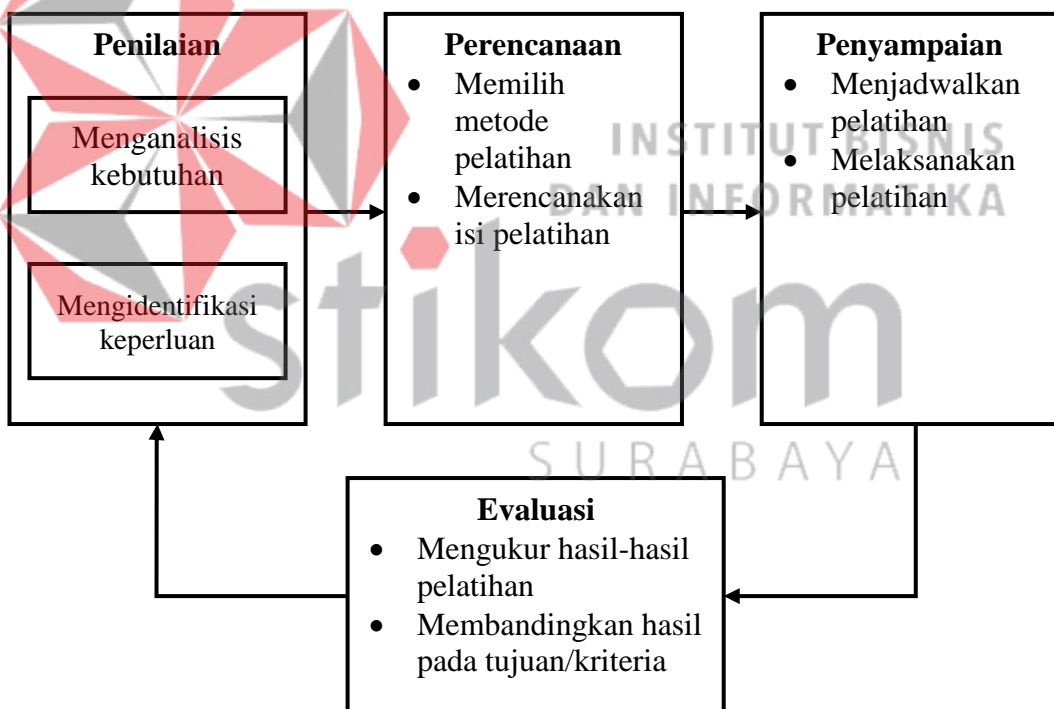 Penilaian
Menganalisis
kebutuhan
Mengidentifikasi
keperluan
Perencanaan
• Memilih
metode
pelatihan
• Merencanakan
isi pelatihan
Penyampaian
• Menjadwalkan
pelatihan
• Melaksanakan
pelatihan
Evaluasi
• Mengukur hasil-hasil
pelatihan
• Membandingkan hasil
pada tujuan/kriteria
INSTITUT BISNIS
DAN INFORMATIKA
stikom
SURABAYA